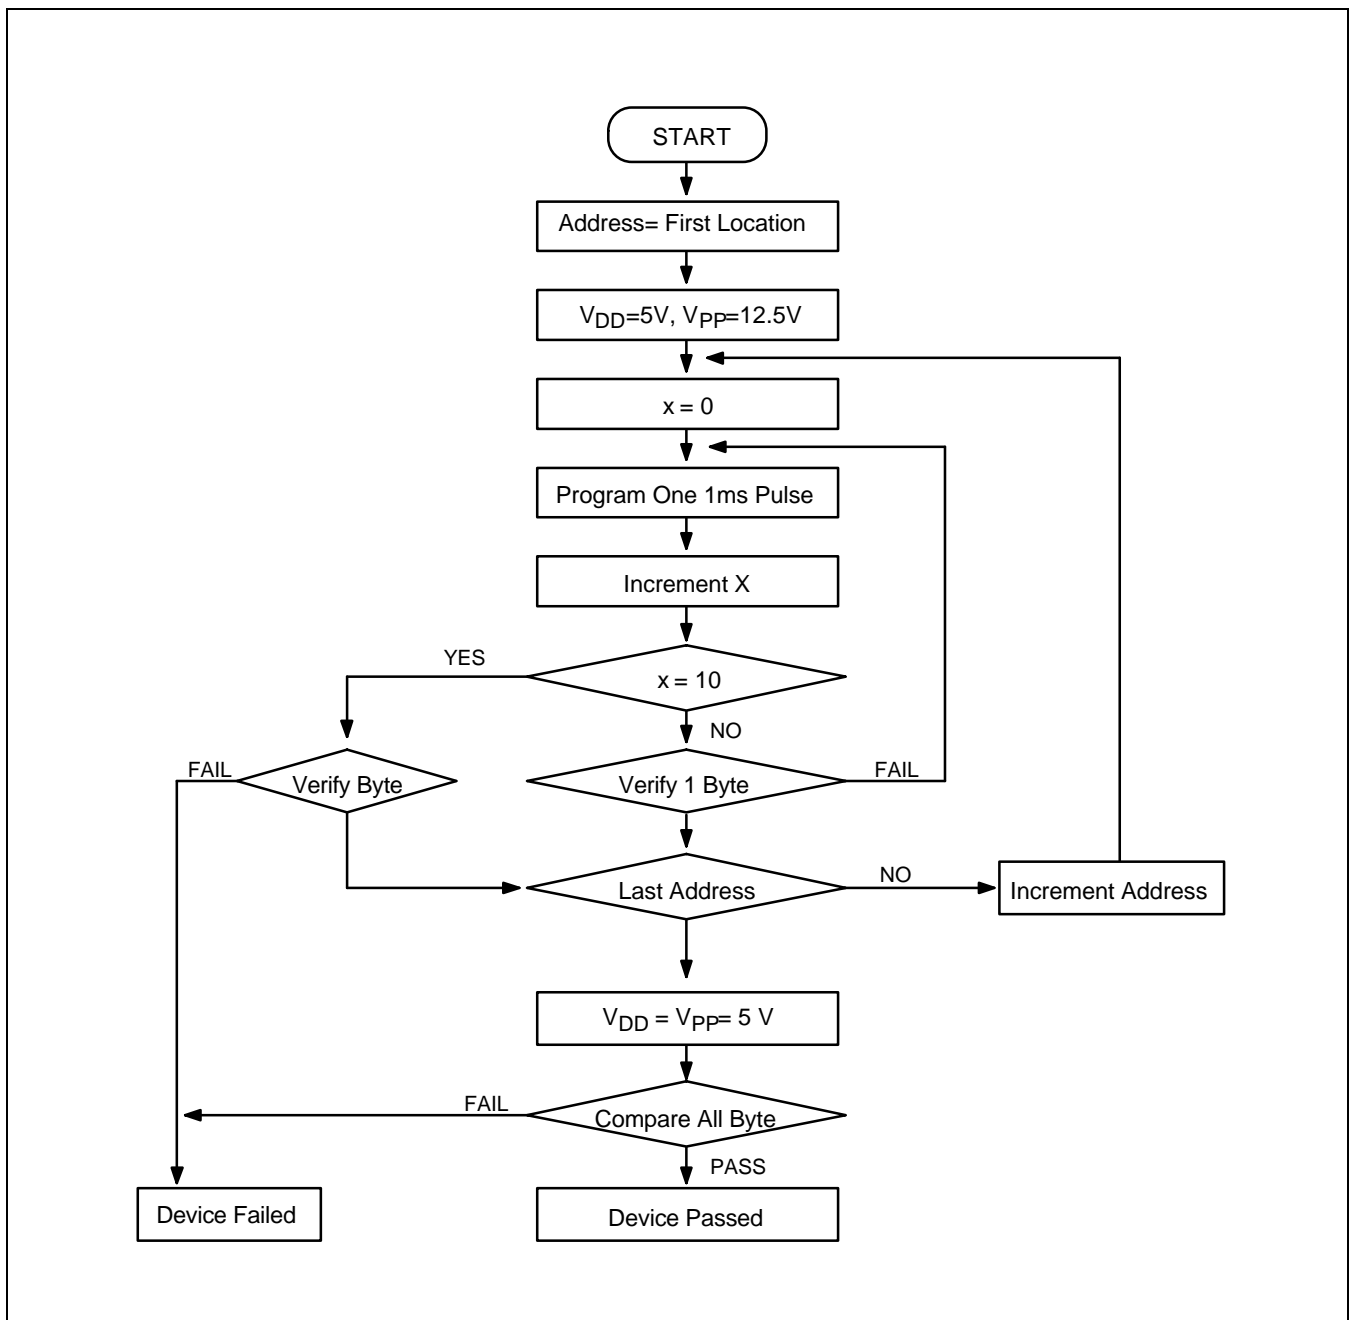 START
Address= First Location
VDD=5V, VPP=12.5V
x = 0
Program One 1ms Pulse
Increment X
YES
x = 10
NO
FAIL
Verify Byte
Verify 1 Byte
FAIL
Last Address
NO
Increment Address
VDD = VPP= 5 V
FAIL
Compare All Byte
PASS
Device Failed
Device Passed